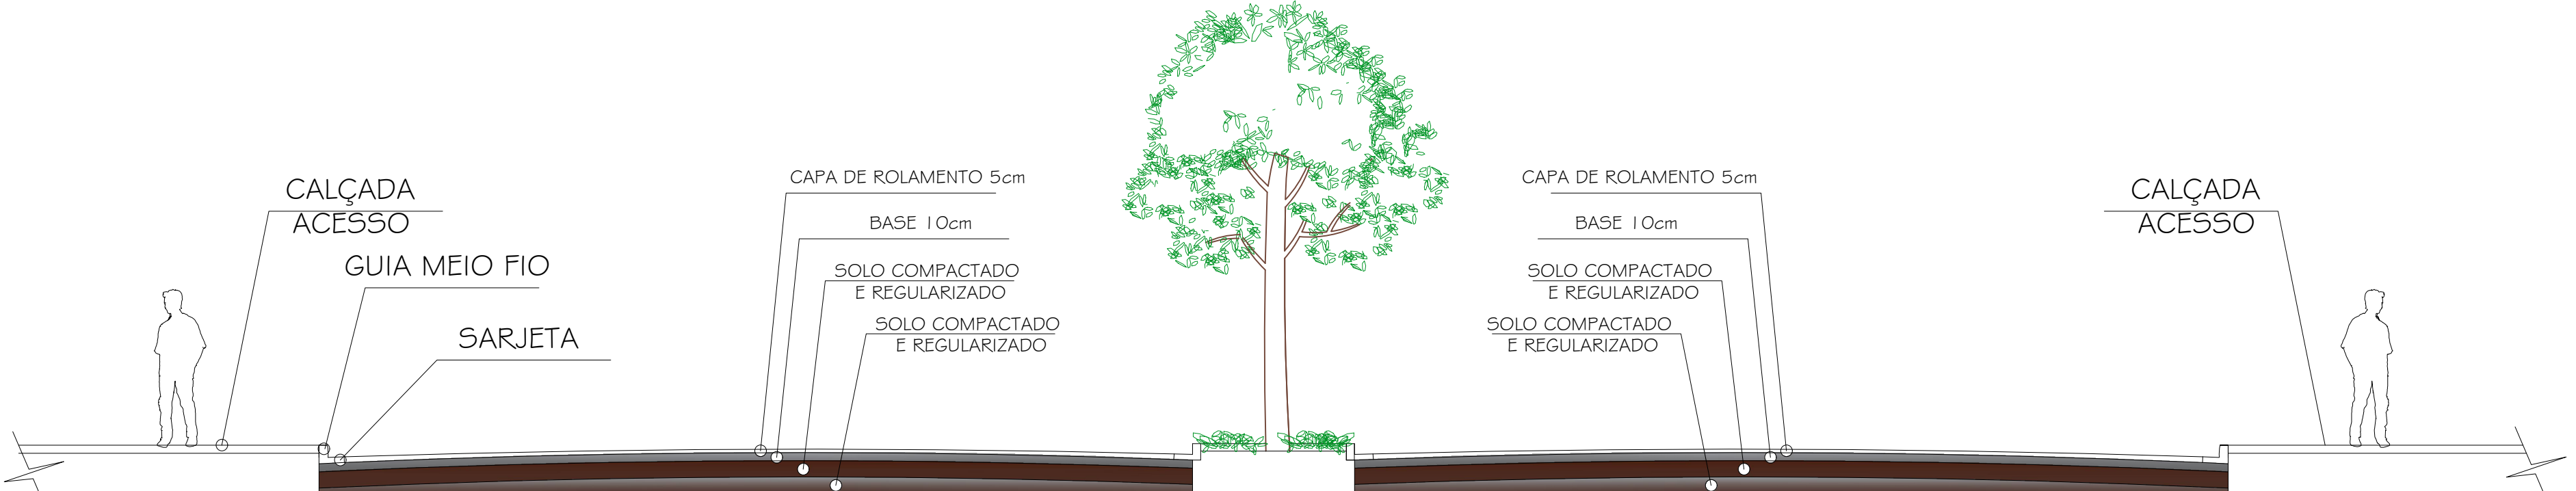 CALÇADA
ACESSO
GUIA MEIO FIO
SARJETA
CAPA DE ROLAMENTO 5cm
BASE 10cm
SOLO COMPACTADO
E REGULARIZADO
SOLO COMPACTADO
E REGULARIZADO
CAPA DE ROLAMENTO 5cm
BASE 10cm
SOLO COMPACTADO
E REGULARIZADO
SOLO COMPACTADO
E REGULARIZADO
CALÇADA
ACESSO